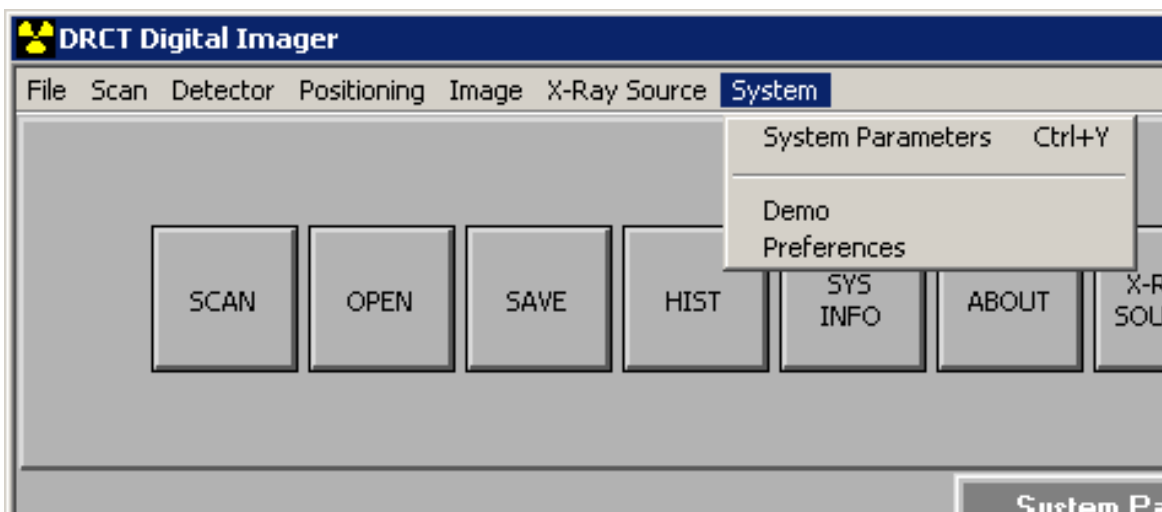 DRCT Digital Imager
File Scan Detector Positioning Image X-Ray Source System
System Parameters Ctrl+Y
Demo
Preferences
SCAN
OPEN
SAVE
HIST
SYS
INFO
ABOUT
System